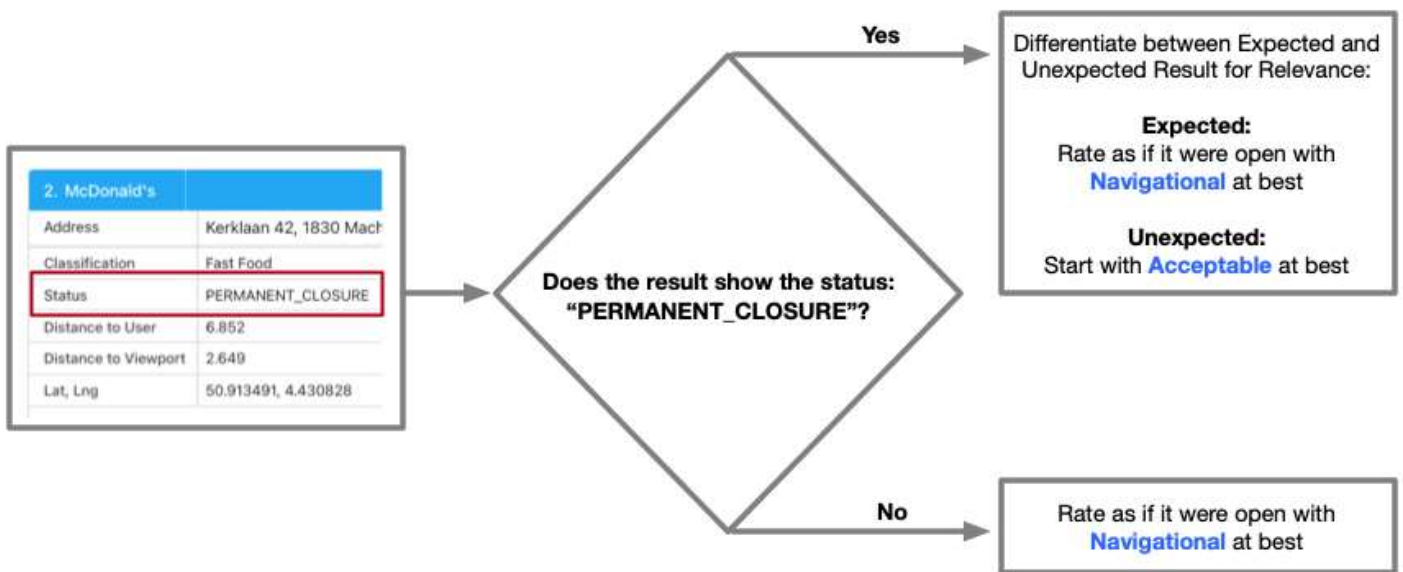 2. McDonald's
Address Kerklaan 42, 1830 Mach
Classification Fast Food
Status PERMANENT_CLOSURE
Distance to User 6.852
Distance to Viewport 2.649
Lat, Lng 50.913491, 4.430828
Does the result show the status:
“PERMANENT_CLOSURE”?
Yes
Differentiate between Expected and
Unexpected Result for Relevance:
Expected:
Rate as if it were open with
Navigational at best
Unexpected:
Start with Acceptable at best
No
Rate as if it were open with
Navigational at best